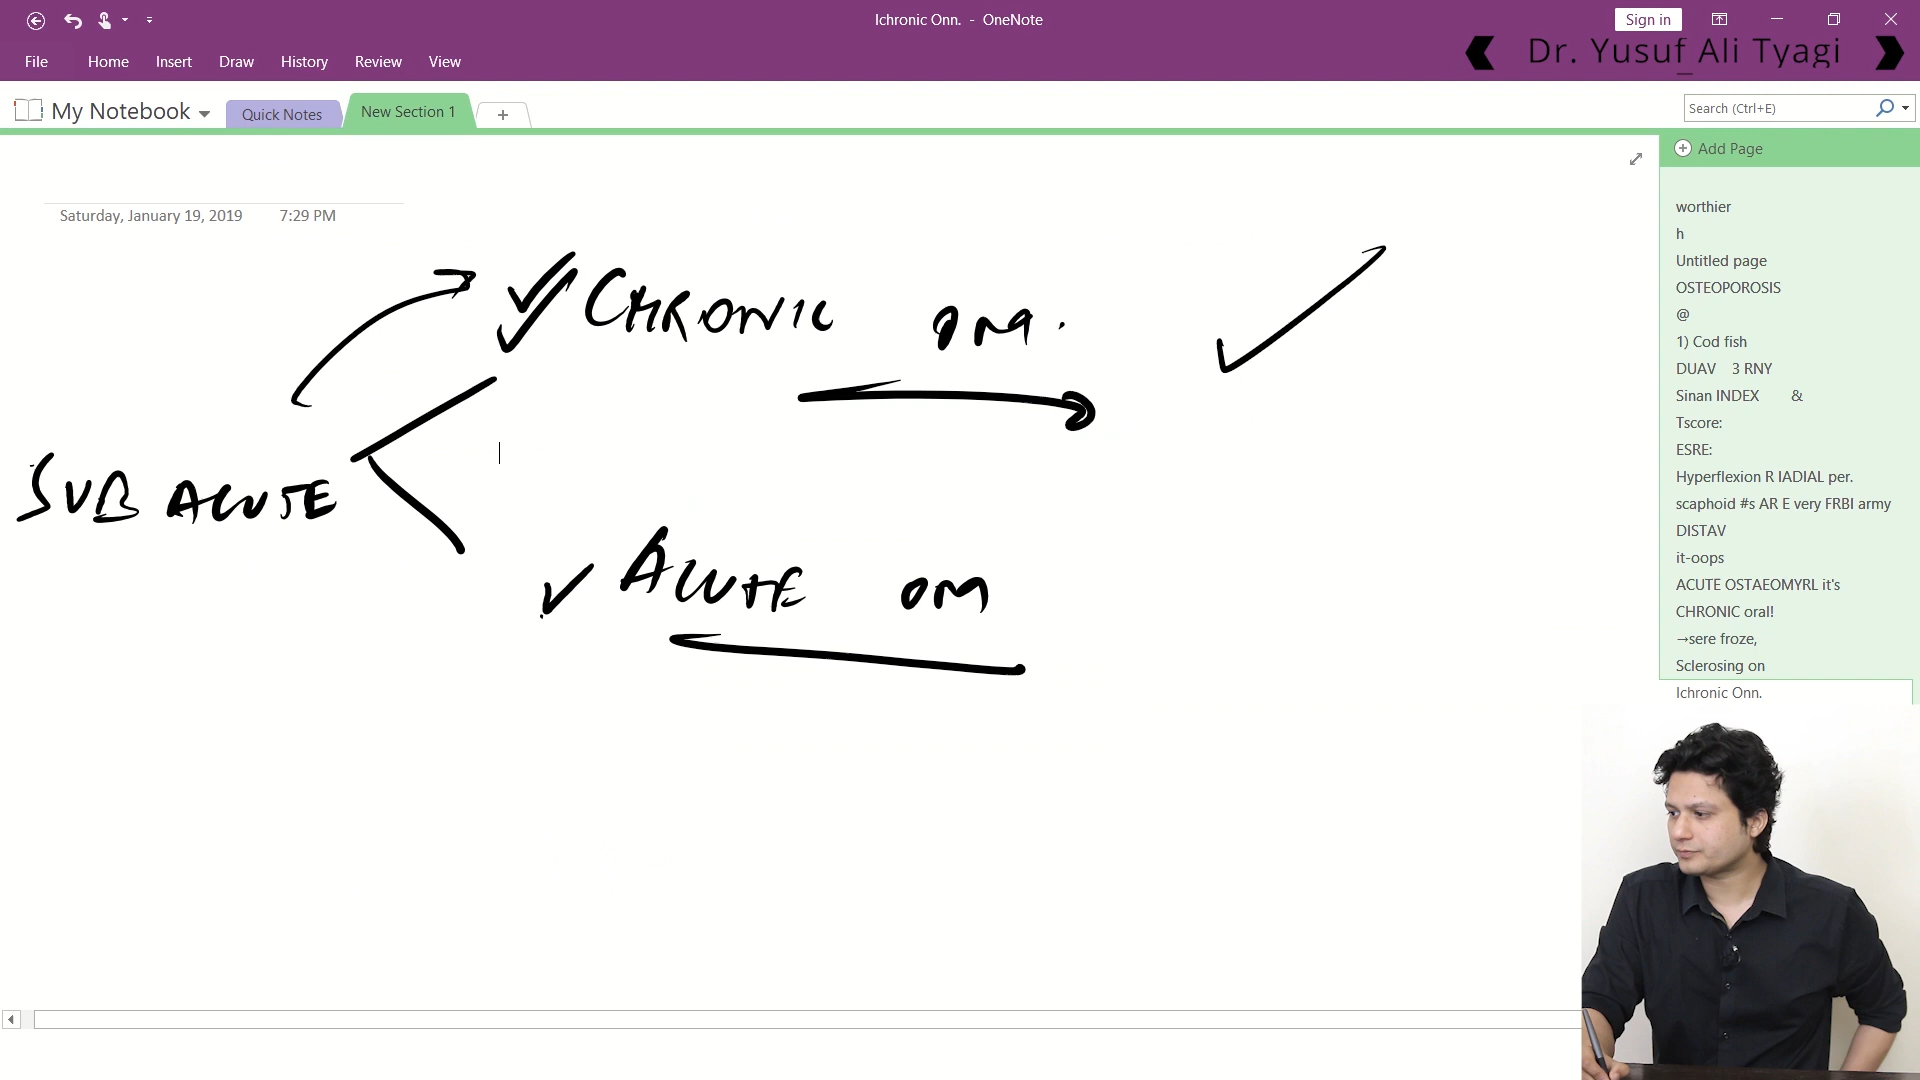 Ichronic Onn. - OneNote
Sign in
File Home Insert Draw History Review View
Dr. Yusuf_Ali Tyagi
My Notebook Quick Notes New Section 1 +
Search (Ctrl+E)
Add Page
Saturday, January 19, 2019 7:29 PM
CHRONIC OM.
SUB ACUTE
ACUTE OM
worthier
h
Untitled page
OSTEOPOROSIS
@
1) Cod fish
DUAV 3 RNY
Sinan INDEX &
Tscore:
ESRE:
Hyperflexion R IADIAL per.
scaphoid #s AR E very FRBI army
DISTAV
it-oops
ACUTE OSTAEOMYRL it's
CHRONIC oral!
→sere froze,
Sclerosing on
Ichronic Onn.